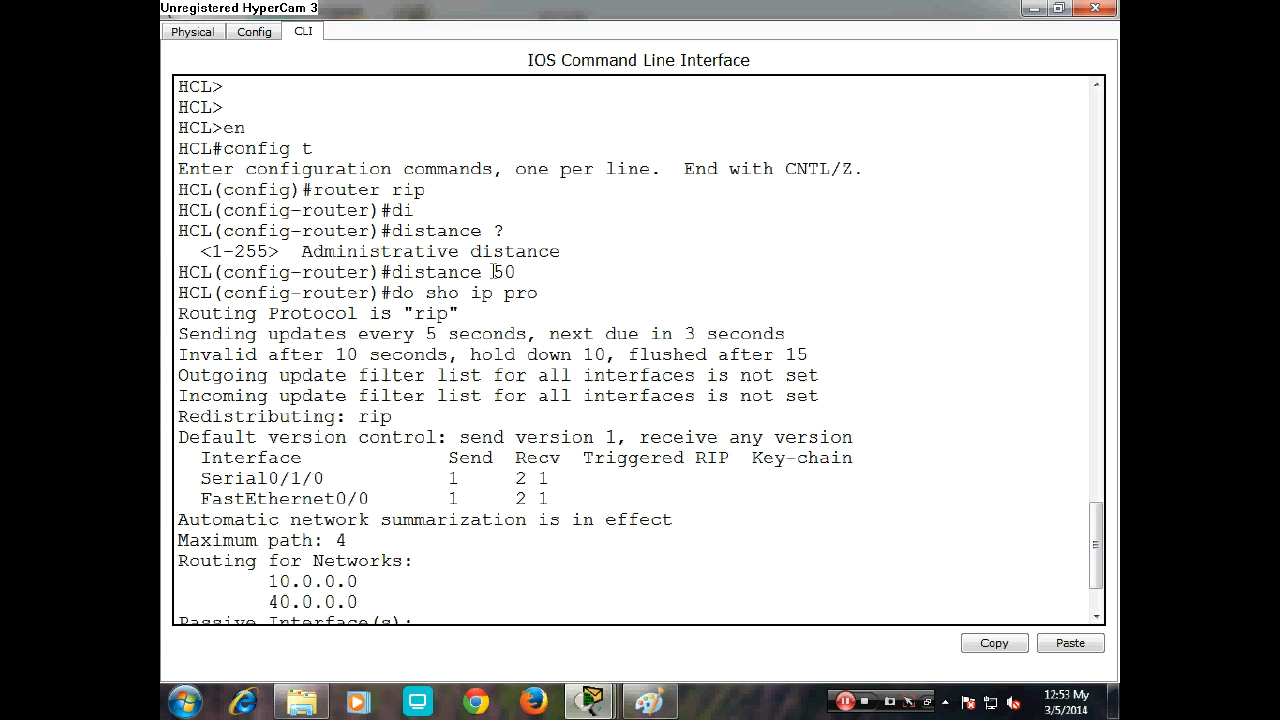 Unregistered HyperCam 3
Physical Config CLI
IOS Command Line Interface
HCL>
HCL>
HCL>en
HCL#config t
Enter configuration commands, one per line.  End with CNTL/Z.
HCL(config)#router rip
HCL(config-router)#di
HCL(config-router)#distance ?
  <1-255>  Administrative distance
HCL(config-router)#distance 50
HCL(config-router)#do sho ip pro
Routing Protocol is "rip"
Sending updates every 5 seconds, next due in 3 seconds
Invalid after 10 seconds, hold down 10, flushed after 15
Outgoing update filter list for all interfaces is not set
Incoming update filter list for all interfaces is not set
Redistributing: rip
Default version control: send version 1, receive any version
  Interface             Send  Recv  Triggered RIP  Key-chain
  Serial0/1/0           1     2 1
  FastEthernet0/0       1     2 1
Automatic network summarization is in effect
Maximum path: 4
Routing for Networks:
        10.0.0.0
        40.0.0.0
Passive Interface(s):
Copy Paste
12:53 My
3/5/2014